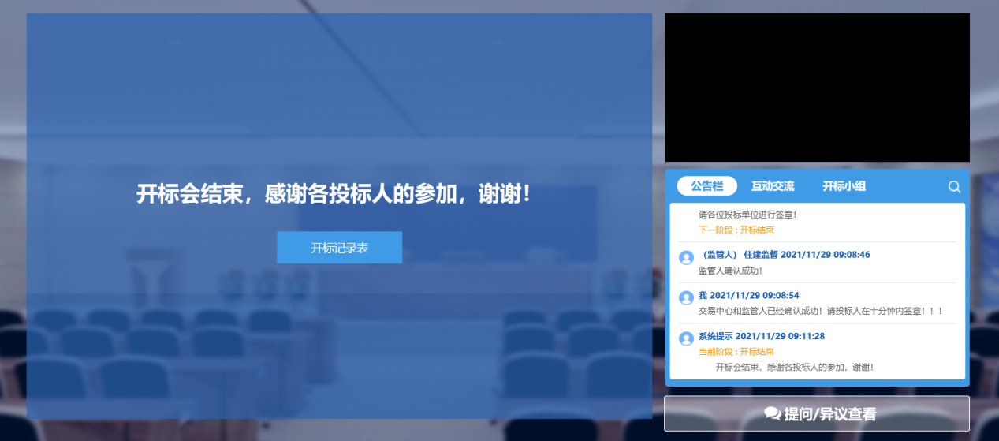 开标会结束，感谢各投标人的参加，谢谢！
开标记录表
公告栏 互动交流 开标小组
请各位投标单位进行签章！
下一阶段：开标结束
（监管人） 住建监督 2021/11/29 09:08:46
监管人确认成功！
我 2021/11/29 09:08:54
交易中心和监管人已经确认成功！请投标人在十分钟内签章！！！
系统提示 2021/11/29 09:11:28
当前阶段：开标结束
开标会结束，感谢各投标人的参加，谢谢！
提问/异议查看